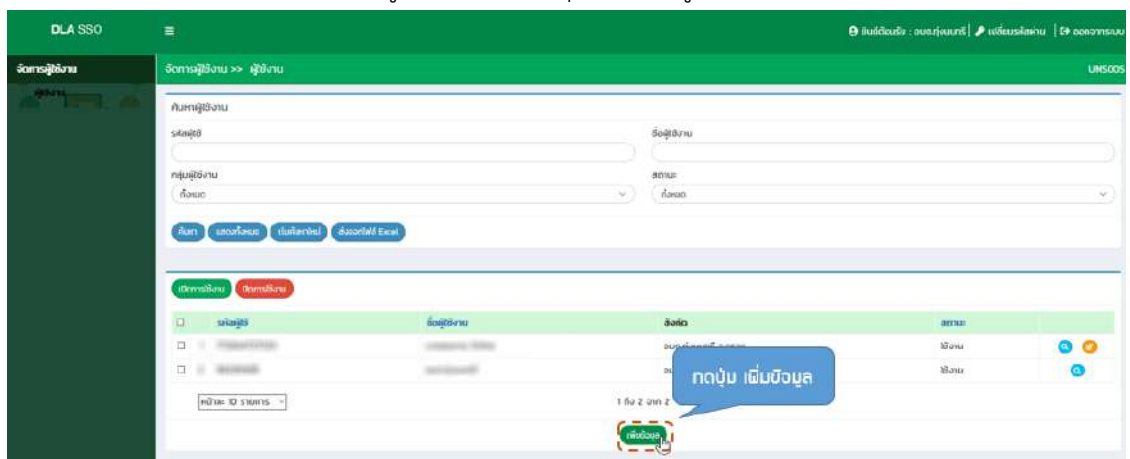 DLA SSO
ยินดีต้อนรับ : อบต.ทุ่งนนทรี | เปลี่ยนรหัสผ่าน | ออกจากระบบ
จัดการผู้ใช้งาน
จัดการผู้ใช้งาน >> ผู้ใช้งาน
UMS005
ผู้ใช้งาน
ค้นหาผู้ใช้งาน
รหัสผู้ใช้ ชื่อผู้ใช้งาน
กลุ่มผู้ใช้งาน สถานะ
ทั้งหมด ทั้งหมด
ค้นหา แสดงทั้งหมด เริ่มค้นหาใหม่ ส่งออกไฟล์ Excel
เปิดการใช้งาน ปิดการใช้งาน
รหัสผู้ใช้ ชื่อผู้ใช้งาน สังกัด สถานะ
1 ใช้งาน
2 ใช้งาน
กดปุ่ม เพิ่มข้อมูล
หน้าละ 10 รายการ 1 ถึง 2 จาก 2
เพิ่มข้อมูล